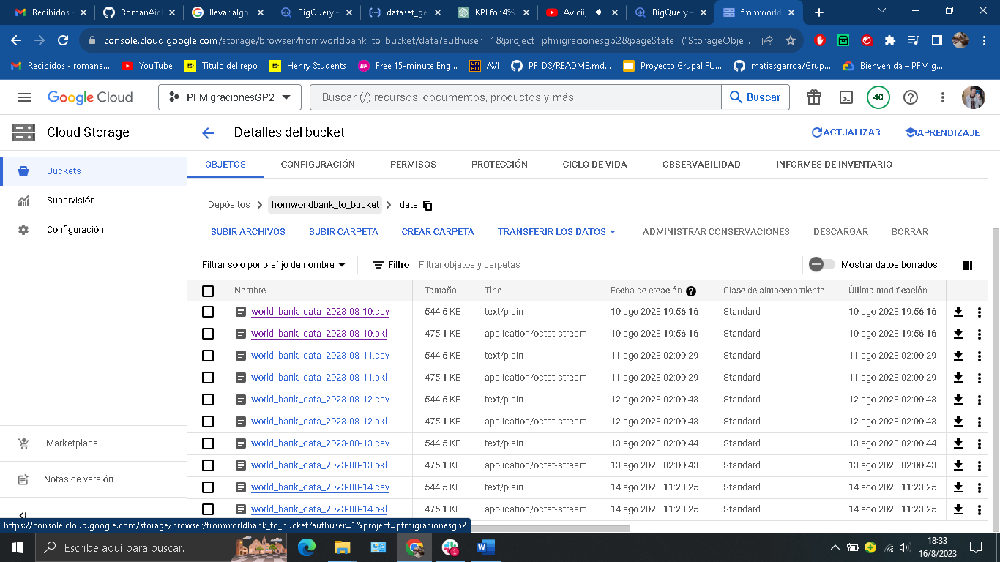 Recibidos -
RomanAic
llevar algo
BigQuery –
dataset_ge
KPI for 4%
Avicii,
BigQuery –
fromworld
console.cloud.google.com/storage/browser/fromworldbank_to_bucket/data?authuser=1&project=pfmigracionesgp2&pageState=("StorageObje...
Recibidos - romana...
YouTube
Titulo del repo
Henry Students
Free 15-minute Eng...
AVI
PF_DS/README.md...
Proyecto Grupal FU...
matiasgarroa/Grup...
Bienvenida – PFMig...
Google Cloud
PFMigracionesGP2
Buscar (/) recursos, documentos, productos y más
Buscar
40
Cloud Storage
Detalles del bucket
ACTUALIZAR
APRENDIZAJE
Buckets
Supervisión
Configuración
OBJETOS
CONFIGURACIÓN
PERMISOS
PROTECCIÓN
CICLO DE VIDA
OBSERVABILIDAD
INFORMES DE INVENTARIO
Depósitos
fromworldbank_to_bucket
data
SUBIR ARCHIVOS
SUBIR CARPETA
CREAR CARPETA
TRANSFERIR LOS DATOS
ADMINISTRAR CONSERVACIONES
DESCARGAR
BORRAR
Filtrar solo por prefijo de nombre
Filtro
Filtrar objetos y carpetas
Mostrar datos borrados
Nombre Tamaño Tipo Fecha de creación Clase de almacenamiento Última modificación
world_bank_data_2023-08-10.csv 544.5 KB text/plain 10 ago 2023 19:56:16 Standard 10 ago 2023 19:56:16
world_bank_data_2023-08-10.pkl 475.1 KB application/octet-stream 10 ago 2023 19:56:16 Standard 10 ago 2023 19:56:16
world_bank_data_2023-08-11.csv 544.5 KB text/plain 11 ago 2023 02:00:29 Standard 11 ago 2023 02:00:29
world_bank_data_2023-08-11.pkl 475.1 KB application/octet-stream 11 ago 2023 02:00:29 Standard 11 ago 2023 02:00:29
world_bank_data_2023-08-12.csv 544.5 KB text/plain 12 ago 2023 02:00:43 Standard 12 ago 2023 02:00:43
world_bank_data_2023-08-12.pkl 475.1 KB application/octet-stream 12 ago 2023 02:00:43 Standard 12 ago 2023 02:00:43
world_bank_data_2023-08-13.csv 544.5 KB text/plain 13 ago 2023 02:00:44 Standard 13 ago 2023 02:00:44
world_bank_data_2023-08-13.pkl 475.1 KB application/octet-stream 13 ago 2023 02:00:43 Standard 13 ago 2023 02:00:43
world_bank_data_2023-08-14.csv 544.5 KB text/plain 14 ago 2023 11:23:25 Standard 14 ago 2023 11:23:25
world_bank_data_2023-08-14.pkl 475.1 KB application/octet-stream 14 ago 2023 11:23:25 Standard 14 ago 2023 11:23:25
Marketplace
Notas de versión
https://console.cloud.google.com/storage/browser/fromworldbank_to_bucket?authuser=1&project=pfmigracionesgp2
Escribe aquí para buscar.
1
18:33
16/8/2023